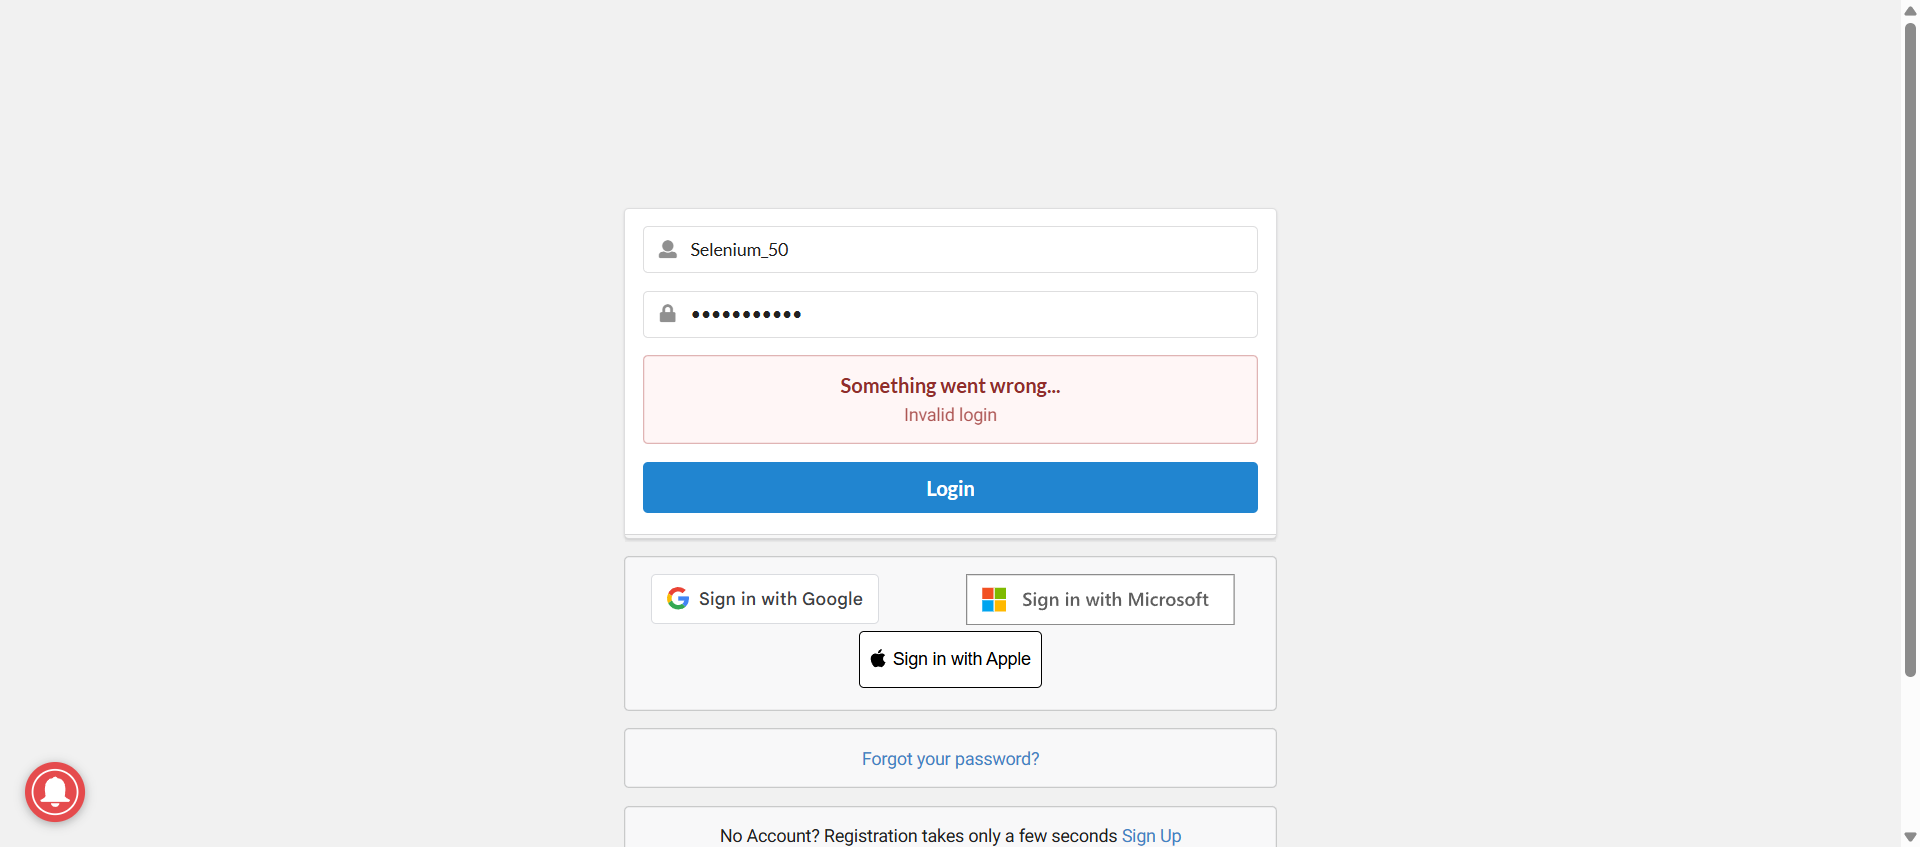 Selenium_50
•••••••••••
Something went wrong...
Invalid login
Login
Sign in with Google
Sign in with Microsoft
Sign in with Apple
Forgot your password?
No Account? Registration takes only a few seconds Sign Up